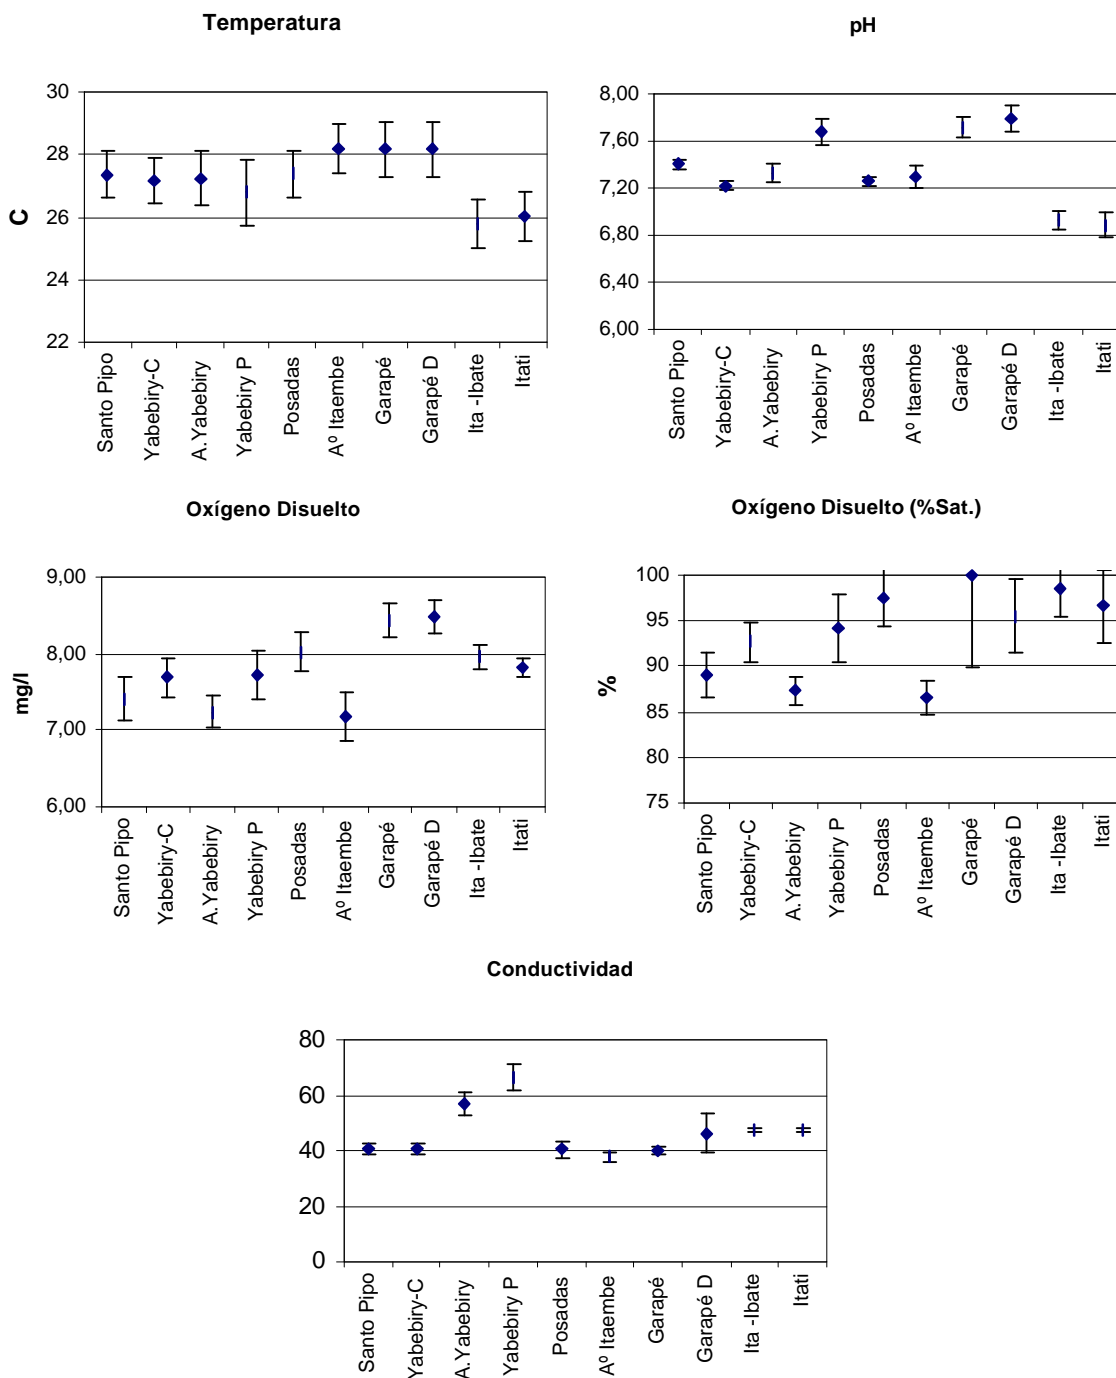 Temperatura
30
28
26
24
22
C
Santo Pipo
Yabebiry-C
A.Yabebiry
Yabebiry P
Posadas
Aº Itaembe
Garapé
Garapé D
Ita -Ibate
Itati
pH
8,00
7,60
7,20
6,80
6,40
6,00
Santo Pipo
Yabebiry-C
A.Yabebiry
Yabebiry P
Posadas
Aº Itaembe
Garapé
Garapé D
Ita -Ibate
Itati
Oxígeno Disuelto
9,00
8,00
7,00
6,00
mg/l
Santo Pipo
Yabebiry-C
A.Yabebiry
Yabebiry P
Posadas
Aº Itaembe
Garapé
Garapé D
Ita -Ibate
Itati
Oxígeno Disuelto (%Sat.)
100
95
90
85
80
75
%
Santo Pipo
Yabebiry-C
A.Yabebiry
Yabebiry P
Posadas
Aº Itaembe
Garapé
Garapé D
Ita -Ibate
Itati
Conductividad
80
60
40
20
0
Santo Pipo
Yabebiry-C
A.Yabebiry
Yabebiry P
Posadas
Aº Itaembe
Garapé
Garapé D
Ita -Ibate
Itati